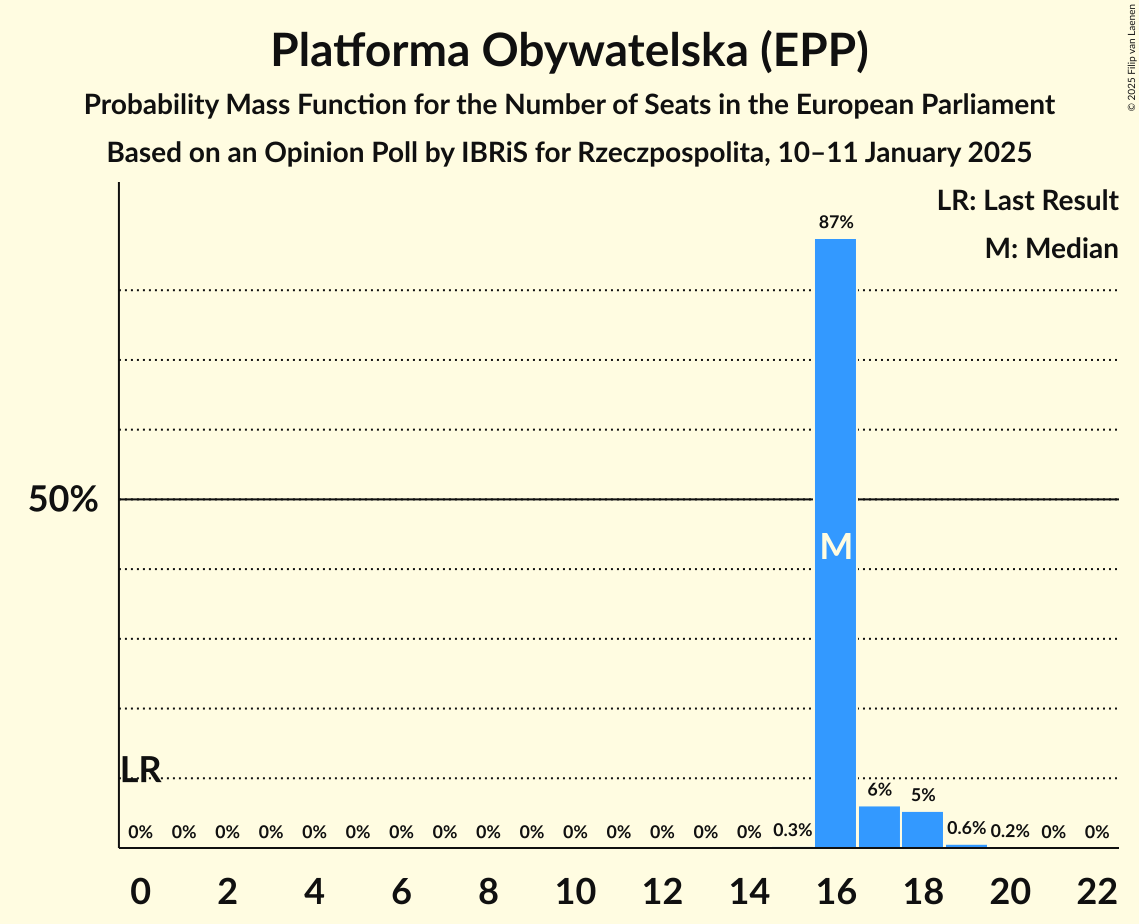 Platforma Obywatelska (EPP)
Probability Mass Function for the Number of Seats in the European Parliament
Based on an Opinion Poll by IBRiS for Rzeczpospolita, 10–11 January 2025
© 2025 Filip van Laenen
LR: Last Result
M: Median
87%
50%
M
LR
6%
5%
0% 0% 0% 0% 0% 0% 0% 0% 0% 0% 0% 0% 0% 0% 0% 0.3% 0.6% 0.2% 0% 0%
0 2 4 6 8 10 12 14 16 18 20 22